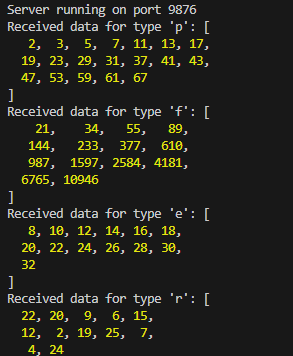 Server running on port 9876
Received data for type 'p': [
2, 3, 5, 7, 11, 13, 17,
19, 23, 29, 31, 37, 41, 43,
47, 53, 59, 61, 67
]
Received data for type 'f': [
21, 34, 55, 89,
144, 233, 377, 610,
987, 1597, 2584, 4181,
6765, 10946
]
Received data for type 'e': [
8, 10, 12, 14, 16, 18,
20, 22, 24, 26, 28, 30,
32
]
Received data for type 'r': [
22, 20, 9, 6, 15,
12, 2, 19, 25, 7,
4, 24